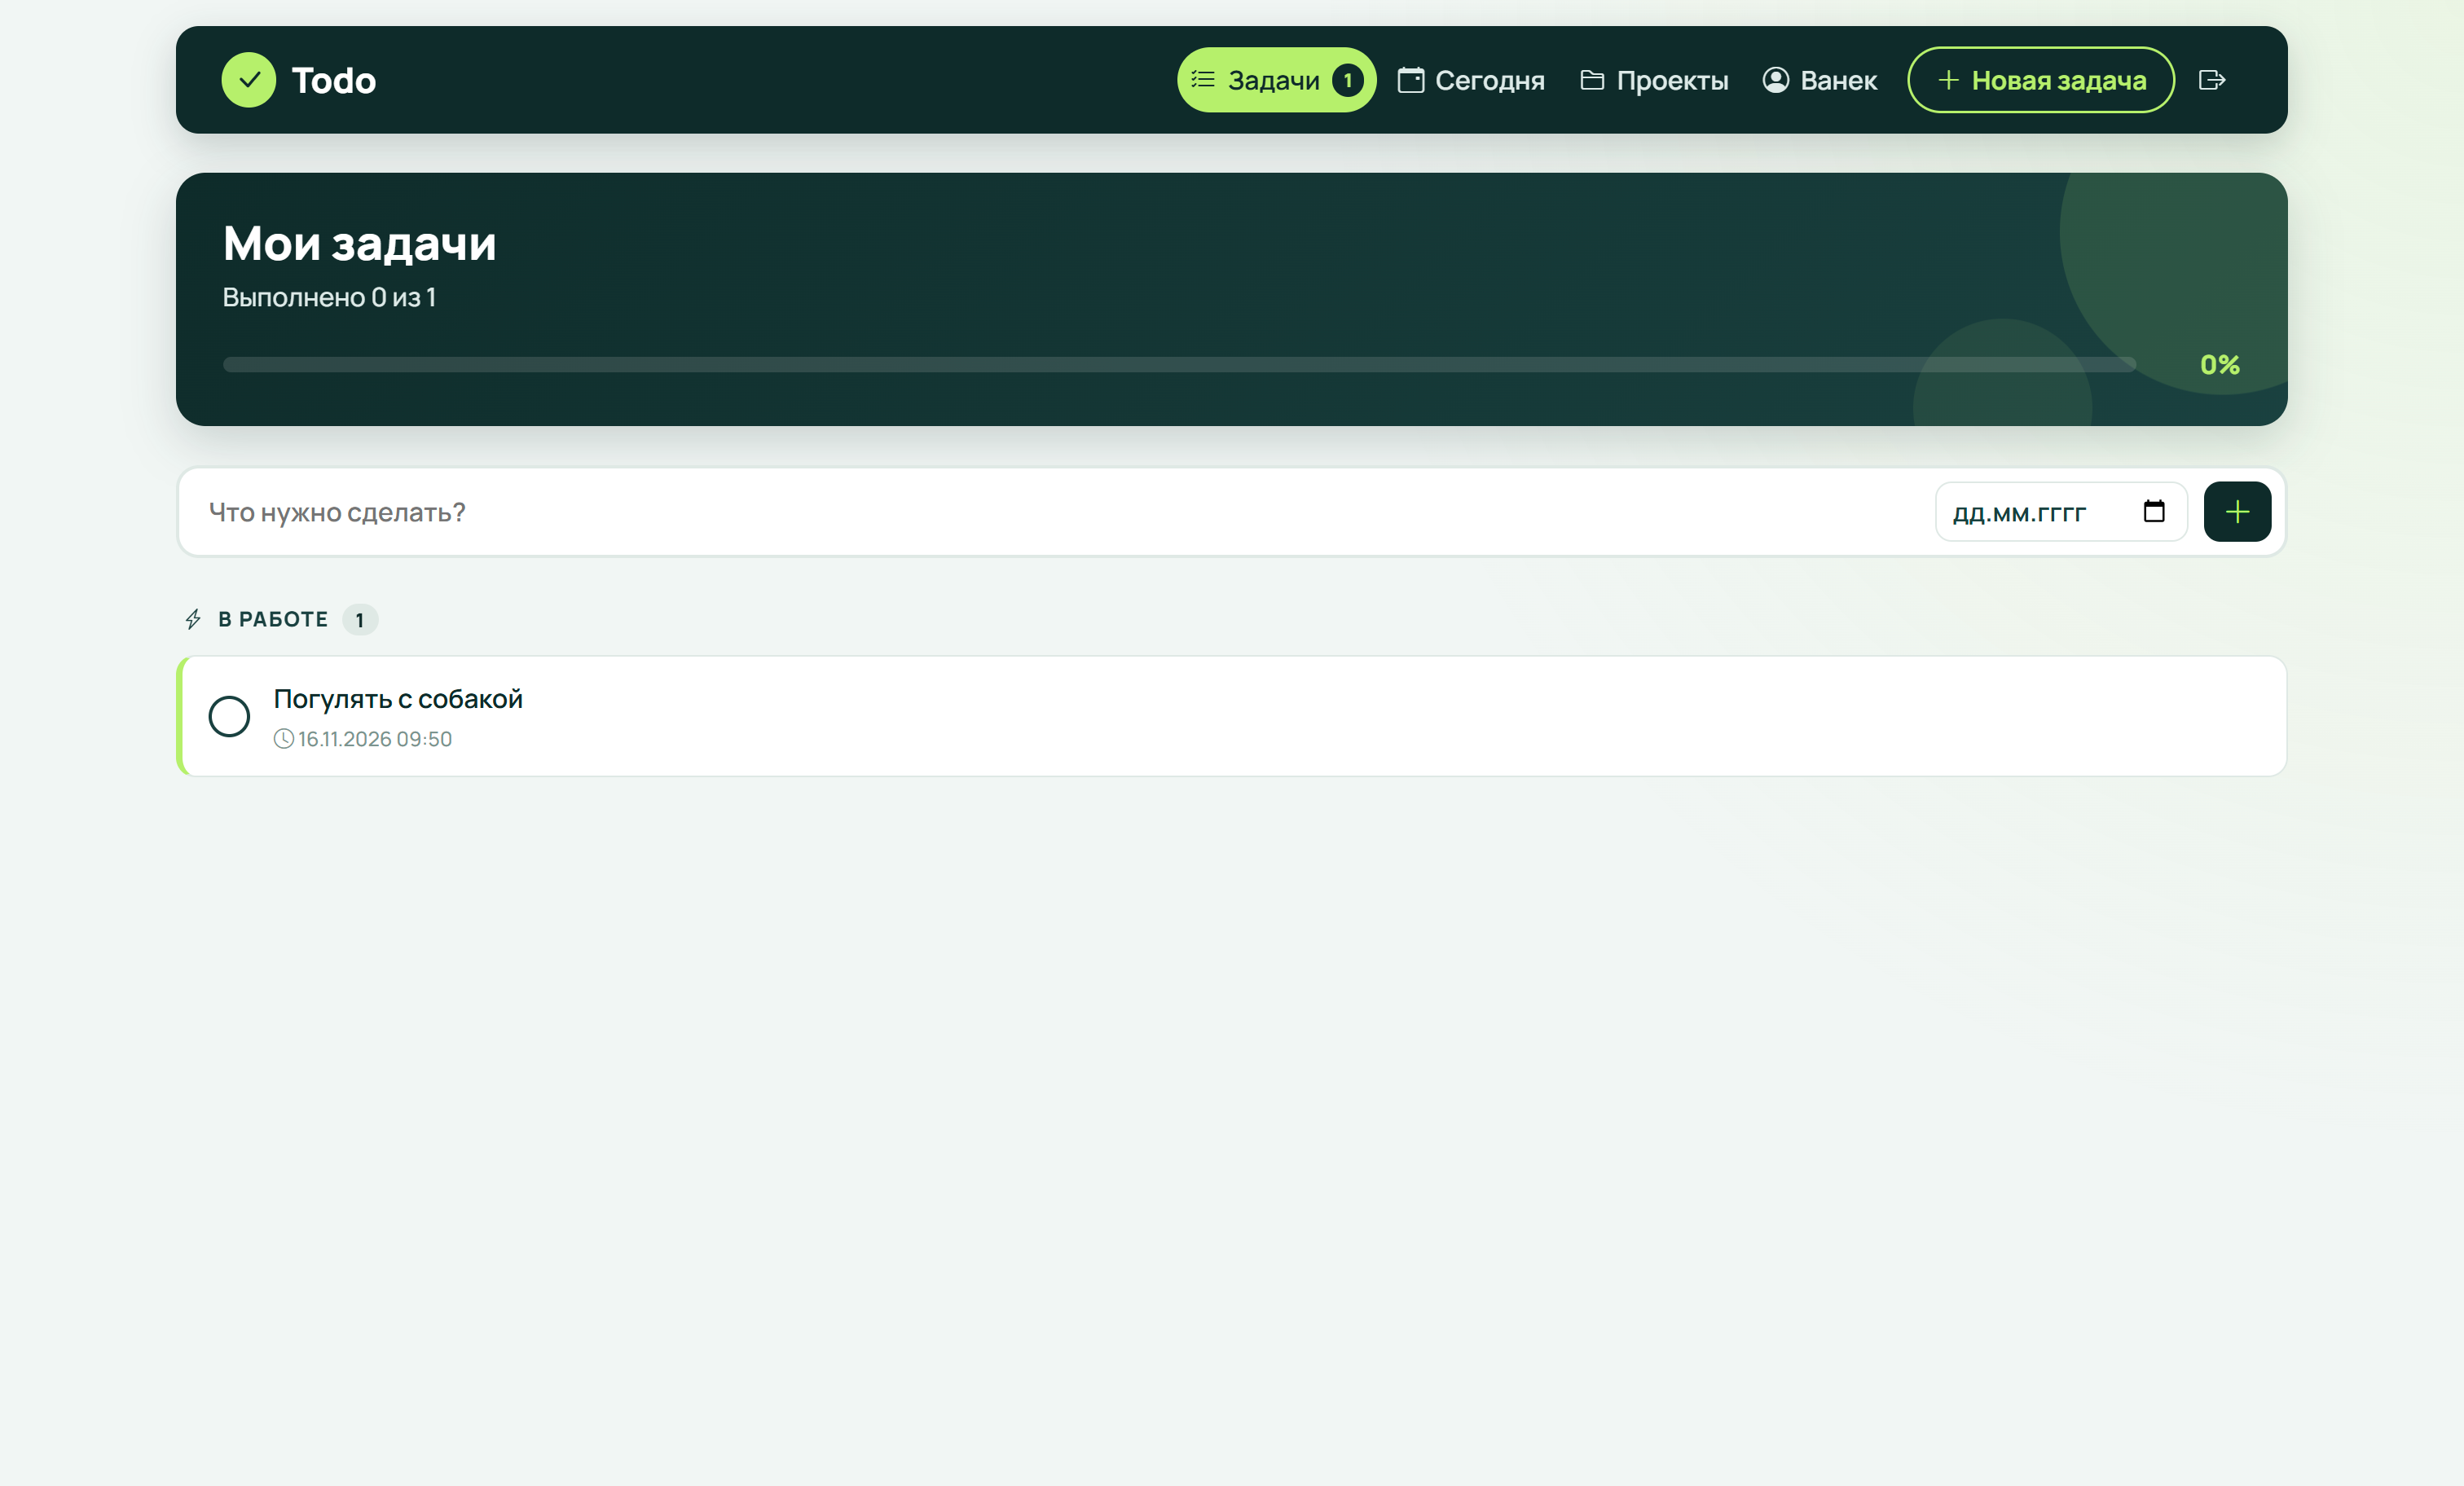 Todo
Задачи 1
Сегодня
Проекты
Ванек
Новая задача
Мои задачи
Выполнено 0 из 1
0%
Что нужно сделать?
дд.мм.гггг
В РАБОТЕ 1
Погулять с собакой
16.11.2026 09:50